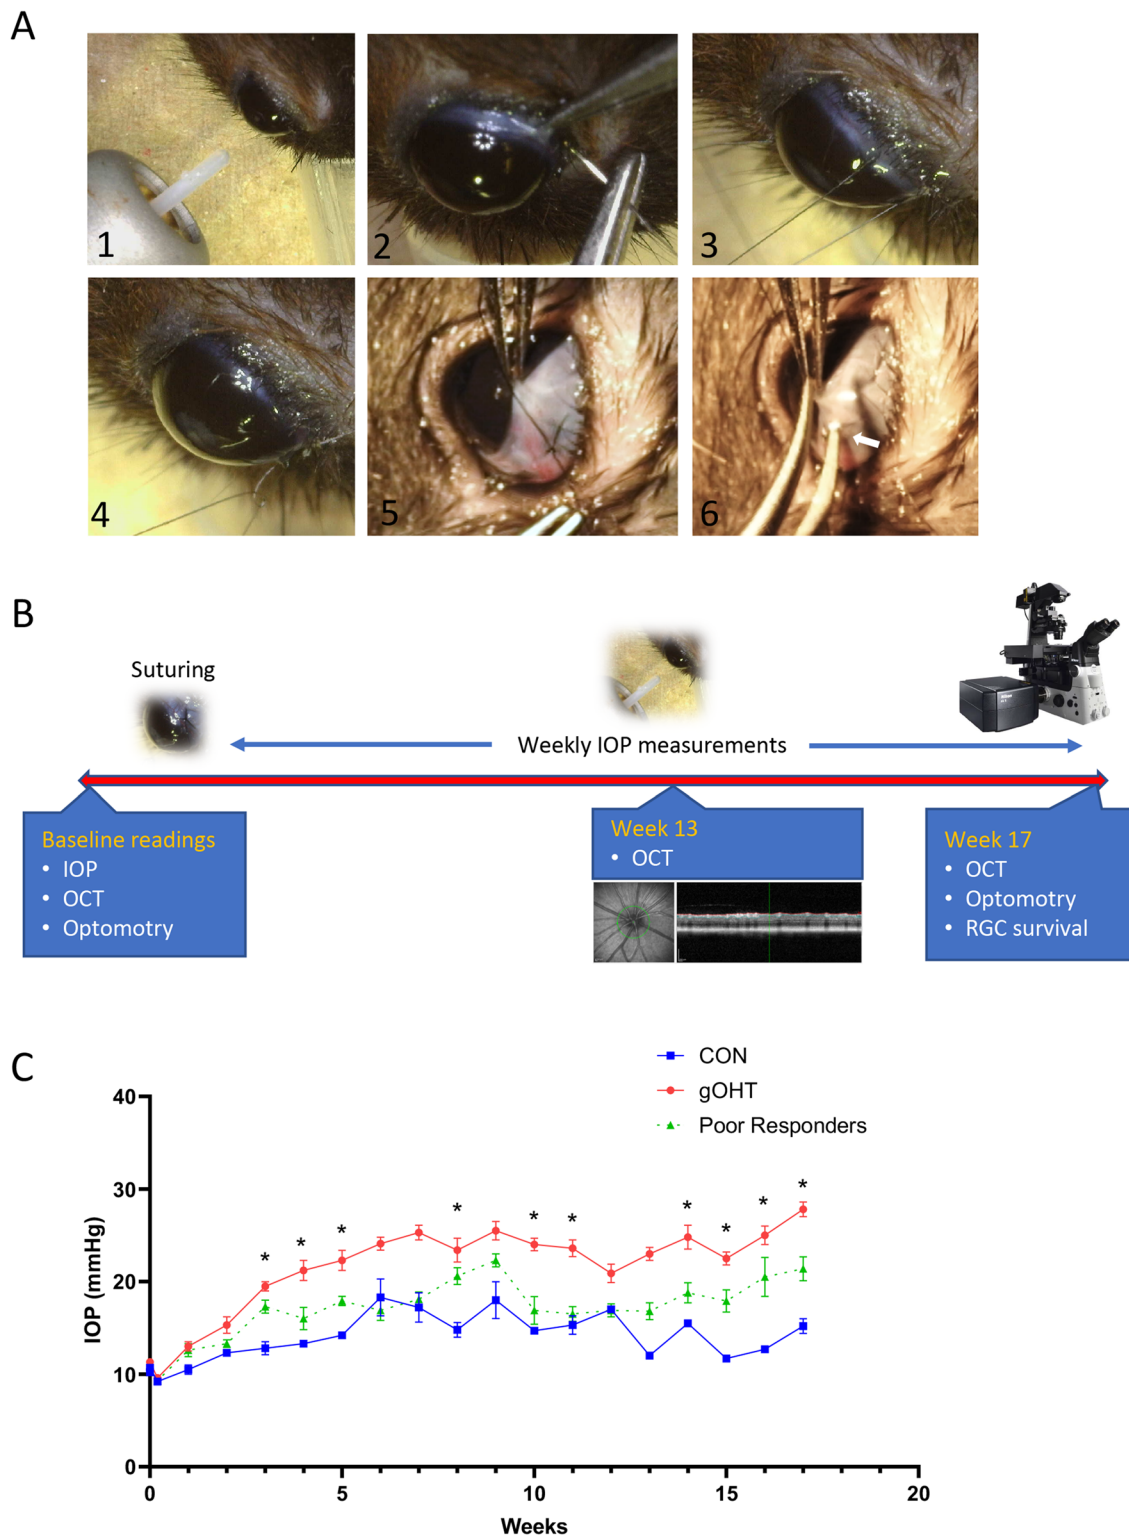 A
1
2
3
4
5
6
B
Suturing
Weekly IOP measurements
Baseline readings
• IOP
• OCT
• Optomotry
Week 13
• OCT
Week 17
• OCT
• Optomotry
• RGC survival
C
CON
gOHT
Poor Responders
40
30
20
10
0
IOP (mmHg)
* * * * * * * * * *
0 5 10 15 20
Weeks